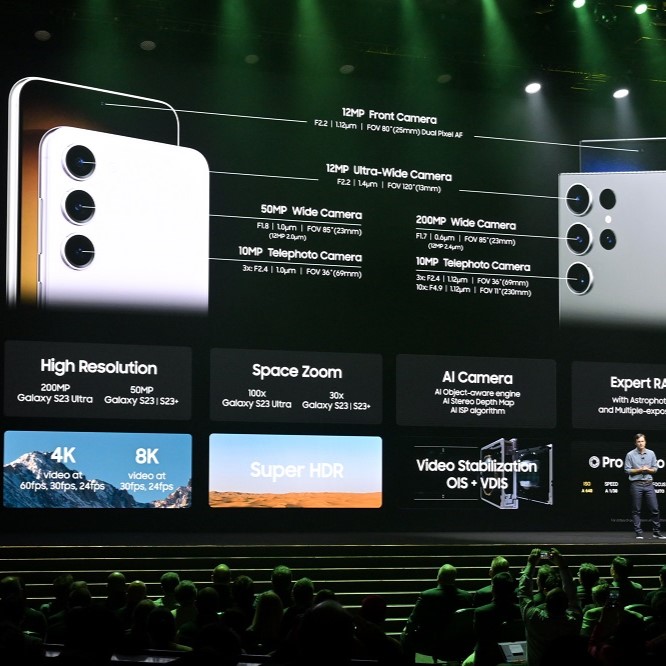 12MP Front Camera
F2.2 | 1.12μm | FOV 80˚(25mm) Dual Pixel AF
12MP Ultra-Wide Camera
F2.2 | 1.4μm | FOV 120˚(13mm)
50MP Wide Camera
F1.8 | 1.0μm | FOV 85˚(23mm)
(12MP 2.0μm)
10MP Telephoto Camera
3x: F2.4 | 1.0μm | FOV 36˚(69mm)
200MP Wide Camera
F1.7 | 0.6μm | FOV 85˚(23mm)
(12MP 2.4μm)
10MP Telephoto Camera
3x: F2.4 | 1.12μm | FOV 36˚(69mm)
10x: F4.9 | 1.12μm | FOV 11˚(230mm)
High Resolution
200MP
Galaxy S23 Ultra
50MP
Galaxy S23 | S23+
Space Zoom
100x
Galaxy S23 Ultra
30x
Galaxy S23 | S23+
AI Camera
AI Object-aware engine
AI Stereo Depth Map
AI ISP algorithm
Expert RA
with Astrophot
and Multiple-expos
4K
video at
60fps, 30fps, 24fps
8K
video at
30fps, 24fps
Super HDR
Video Stabilization
OIS + VDIS
Pro
ISO
A 640
SPEED
A 1/50